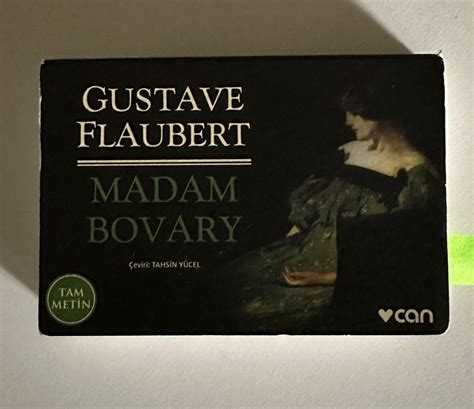 GUSTAVE
FLAUBERT
MADAM
BOVARY
Çeviri: TAHSİN YÜCEL
TAM
METİN
can